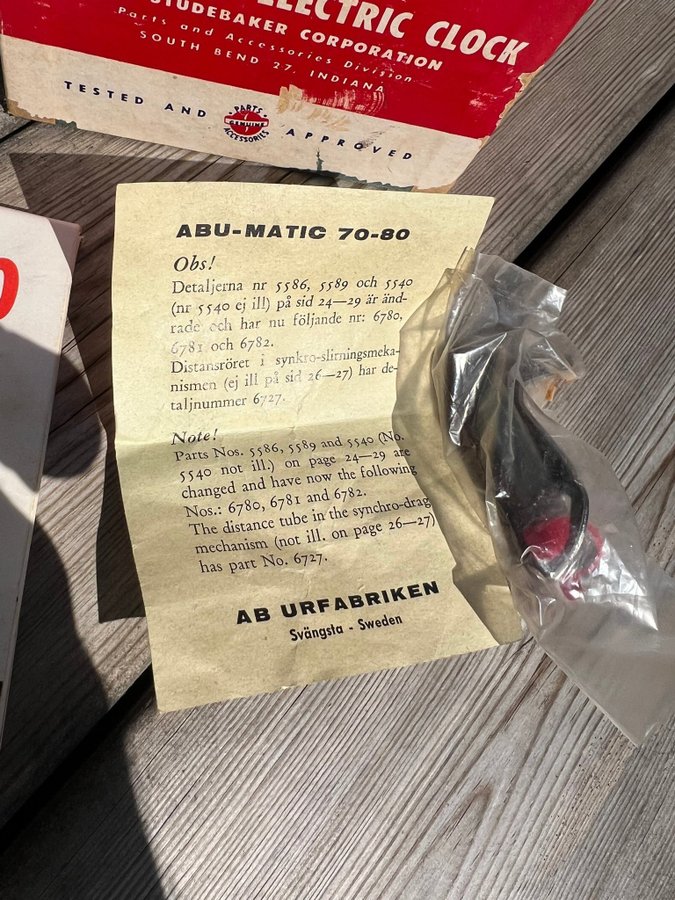 ELECTRIC CLOCK
STUDEBAKER CORPORATION
Parts and Accessories Division
SOUTH BEND 27, INDIANA
TESTED AND APPROVED
PARTS
GENUINE
ACCESSORIES
ABU-MATIC 70-80
Obs!
Detaljerna nr 5586, 5589 och 5540
(nr 5540 ej ill) på sid 24—29 är änd-
rade och har nu följande nr: 6780,
6781 och 6782.
Distansröret i synkro-slirningsmeka-
nismen (ej ill på sid 26—27) har de-
taljnummer 6727.
Note!
Parts Nos. 5586, 5589 and 5540 (No.
5540 not ill.) on page 24—29 are
changed and have now the following
Nos.: 6780, 6781 and 6782.
The distance tube in the synchro-drag
mechanism (not ill. on page 26—27)
has part No. 6727.
AB URFABRIKEN
Svängsta - Sweden